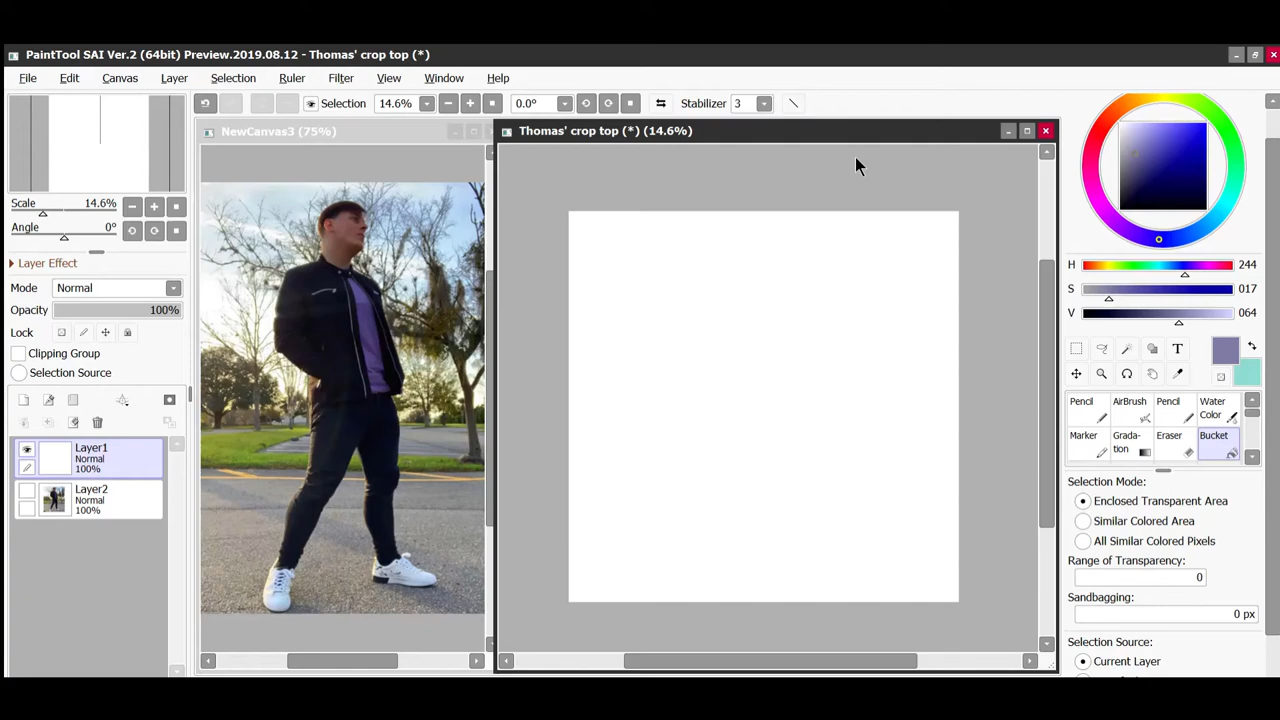 PaintTool SAI Ver.2 (64bit) Preview.2019.08.12 - Thomas' crop top (*)
File Edit Canvas Layer Selection Ruler Filter View Window Help
Selection 14.6% 0.0º Stabilizer 3
NewCanvas3 (75%)
Thomas' crop top (*) (14.6%)
Scale 14.6%
Angle 0º
Layer Effect
Mode Normal
Opacity 100%
Lock
Clipping Group
Selection Source
Layer1
Normal
100%
Layer2
Normal
100%
H 244
S 017
V 064
T
Pencil AirBrush Pencil Water Color
Marker Grada-tion Eraser Bucket
Selection Mode:
Enclosed Transparent Area
Similar Colored Area
All Similar Colored Pixels
Range of Transparency:
0
Sandbagging:
0 px
Selection Source:
Current Layer